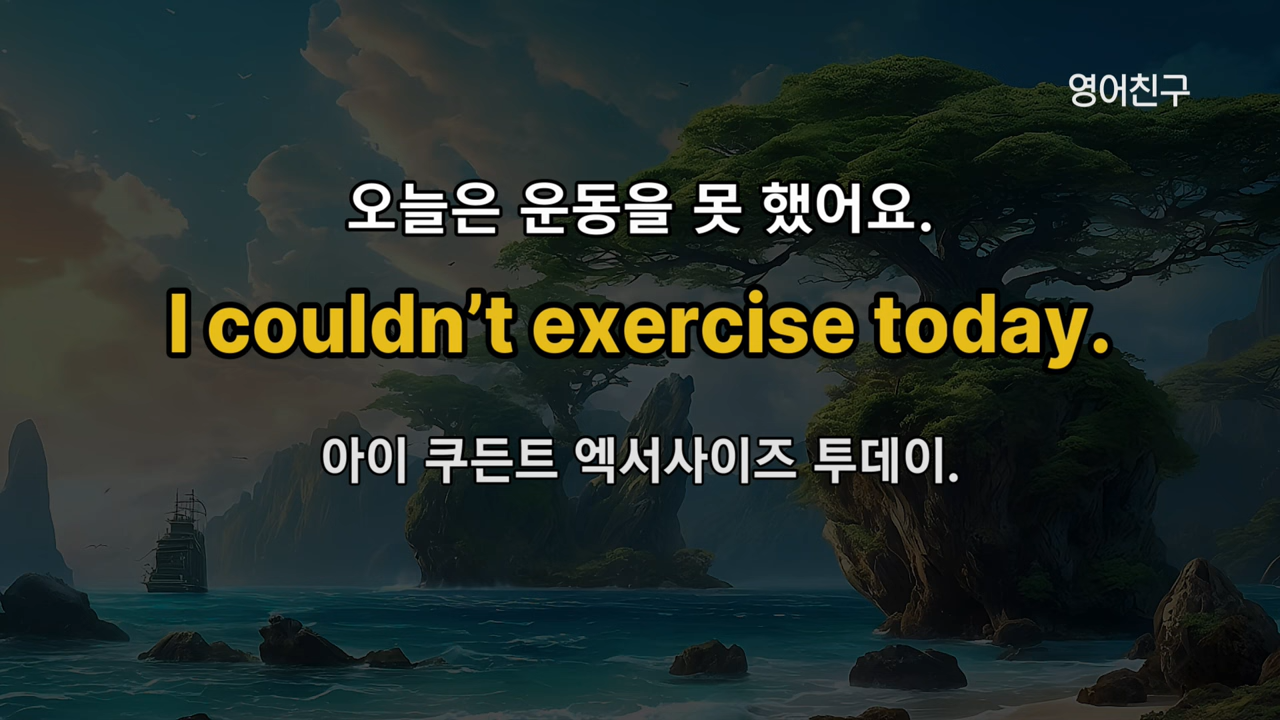 영어친구
오늘은 운동을 못 했어요.
I couldn’t exercise today.
아이 쿠든트 엑서사이즈 투데이.